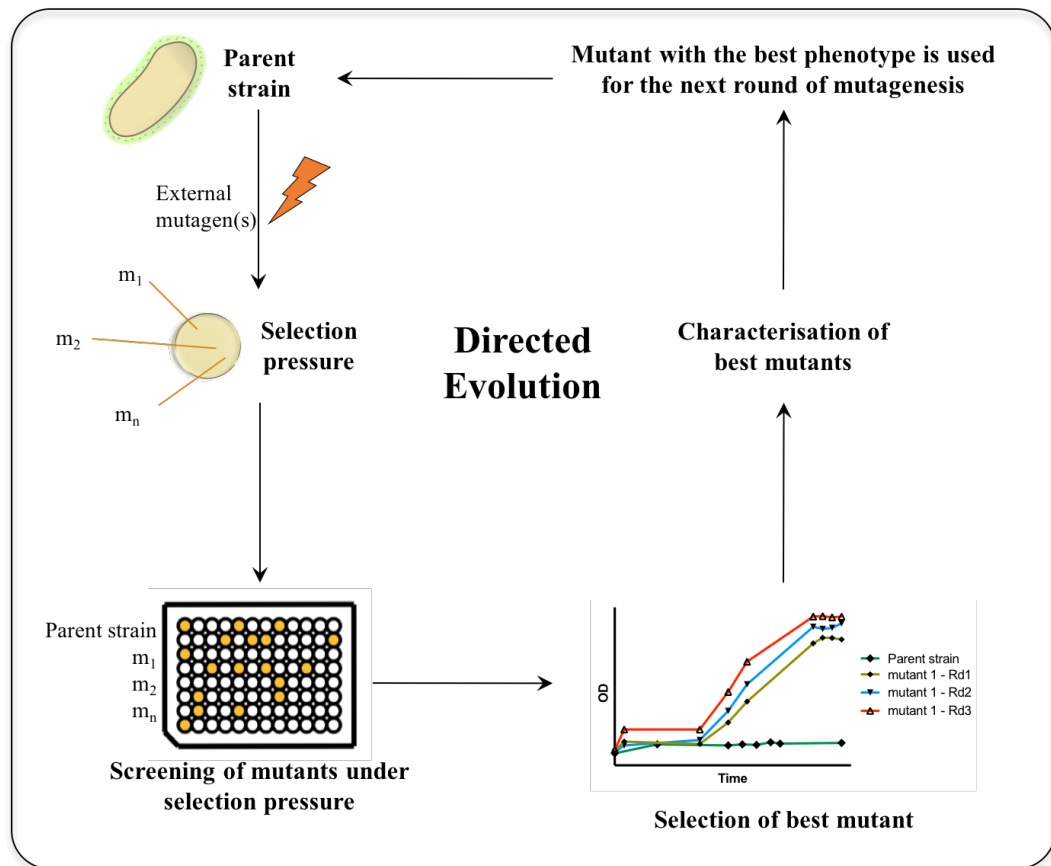 Parent
strain
Mutant with the best phenotype is used
for the next round of mutagenesis
External
mutagen(s)
m1
m2
mn
Selection
pressure
Directed
Evolution
Characterisation of
best mutants
Parent strain
m1
m2
mn
Screening of mutants under
selection pressure
OD
Time
Parent strain
mutant 1 - Rd1
mutant 1 - Rd2
mutant 1 - Rd3
Selection of best mutant